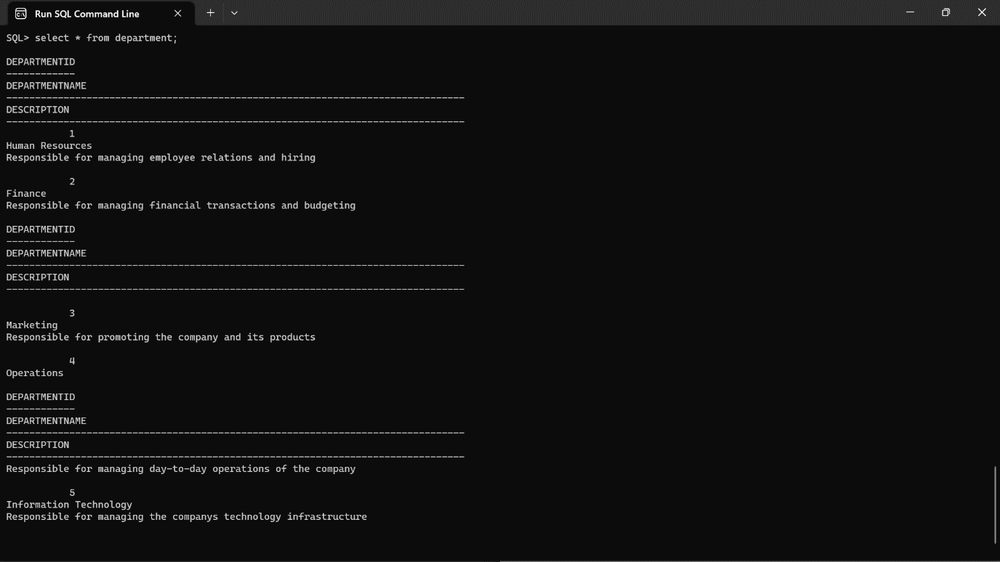 Run SQL Command Line
SQL> select * from department;
DEPARTMENTID
------------
DEPARTMENTNAME
--------------------------------------------------------------------------------
DESCRIPTION
--------------------------------------------------------------------------------
1
Human Resources
Responsible for managing employee relations and hiring
2
Finance
Responsible for managing financial transactions and budgeting
DEPARTMENTID
------------
DEPARTMENTNAME
--------------------------------------------------------------------------------
DESCRIPTION
--------------------------------------------------------------------------------
3
Marketing
Responsible for promoting the company and its products
4
Operations
DEPARTMENTID
------------
DEPARTMENTNAME
--------------------------------------------------------------------------------
DESCRIPTION
--------------------------------------------------------------------------------
Responsible for managing day-to-day operations of the company
5
Information Technology
Responsible for managing the companys technology infrastructure